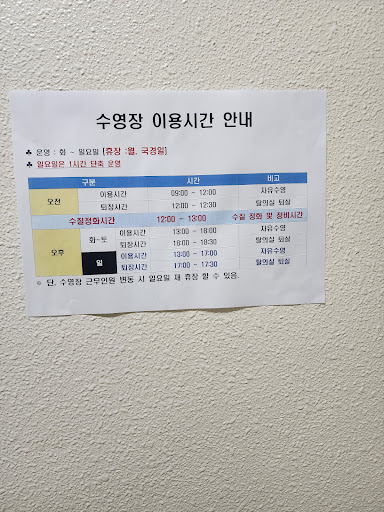 수영장 이용시간 안내
♣ 운영 : 화 ~ 일요일 [휴장 :월, 국경일]
♣ 일요일은 1시간 단축 운영
구분 시간 비고
오전 이용시간 09:00 ~ 12:00 자유수영
퇴장시간 12:00 ~ 12:30 탈의실 퇴실
수질정화시간 12:00 ~ 13:00 수질 정화 및 정비시간
오후 화~토 이용시간 13:00 ~ 18:00 자유수영
퇴장시간 18:00 ~ 18:30 탈의실 퇴실
일 이용시간 13:00 ~ 17:00 자유수영
퇴장시간 17:00 ~ 17:30 탈의실 퇴실
※ 단, 수영장 근무인원 변동 시 일요일 재 휴장 할 수 있음.